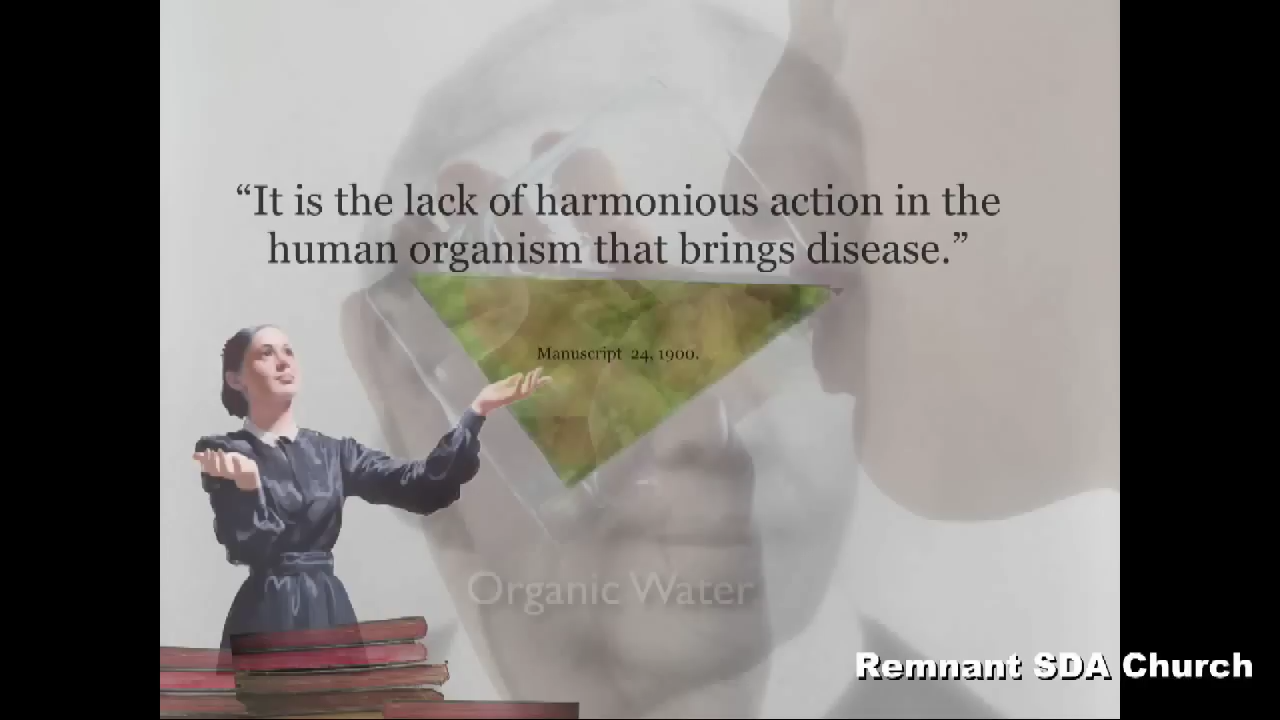 “It is the lack of harmonious action in the
human organism that brings disease.”
Manuscript 24, 1900.
Organic Water
Remnant SDA Church